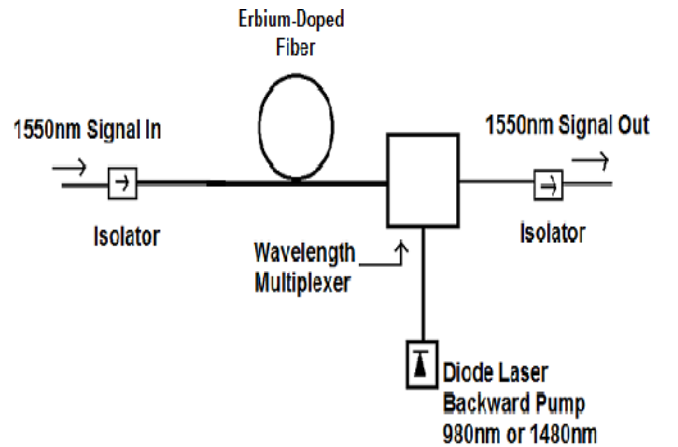 Erbium-Doped
Fiber
1550nm Signal In
1550nm Signal Out
Isolator
Isolator
Wavelength
Multiplexer
Diode Laser
Backward Pump
980nm or 1480nm